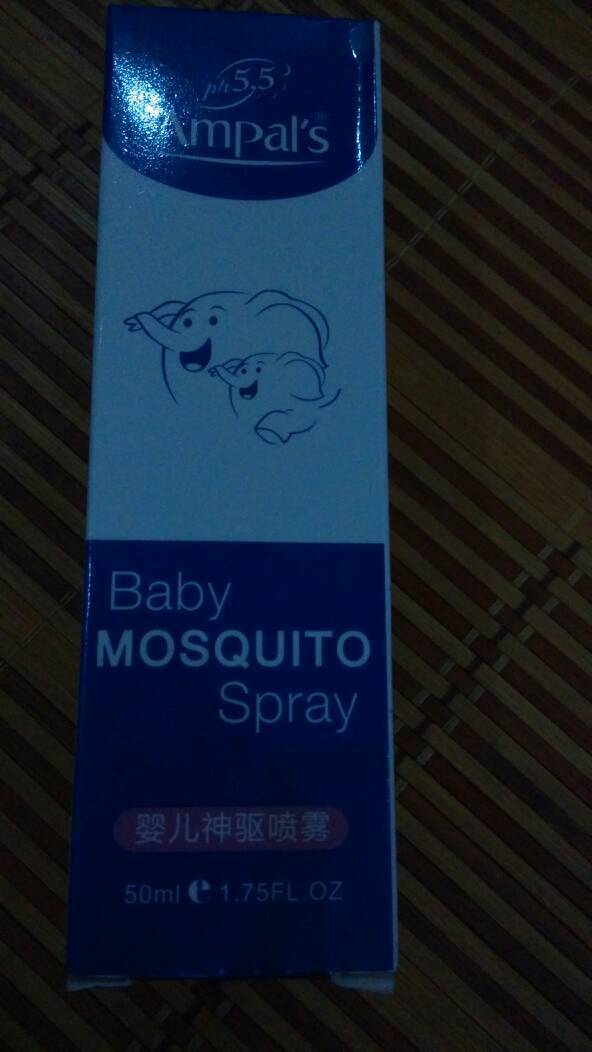 ph5,5
Ampal's®
Baby
MOSQUITO
Spray
婴儿神驱喷雾
50ml e 1.75FL.OZ